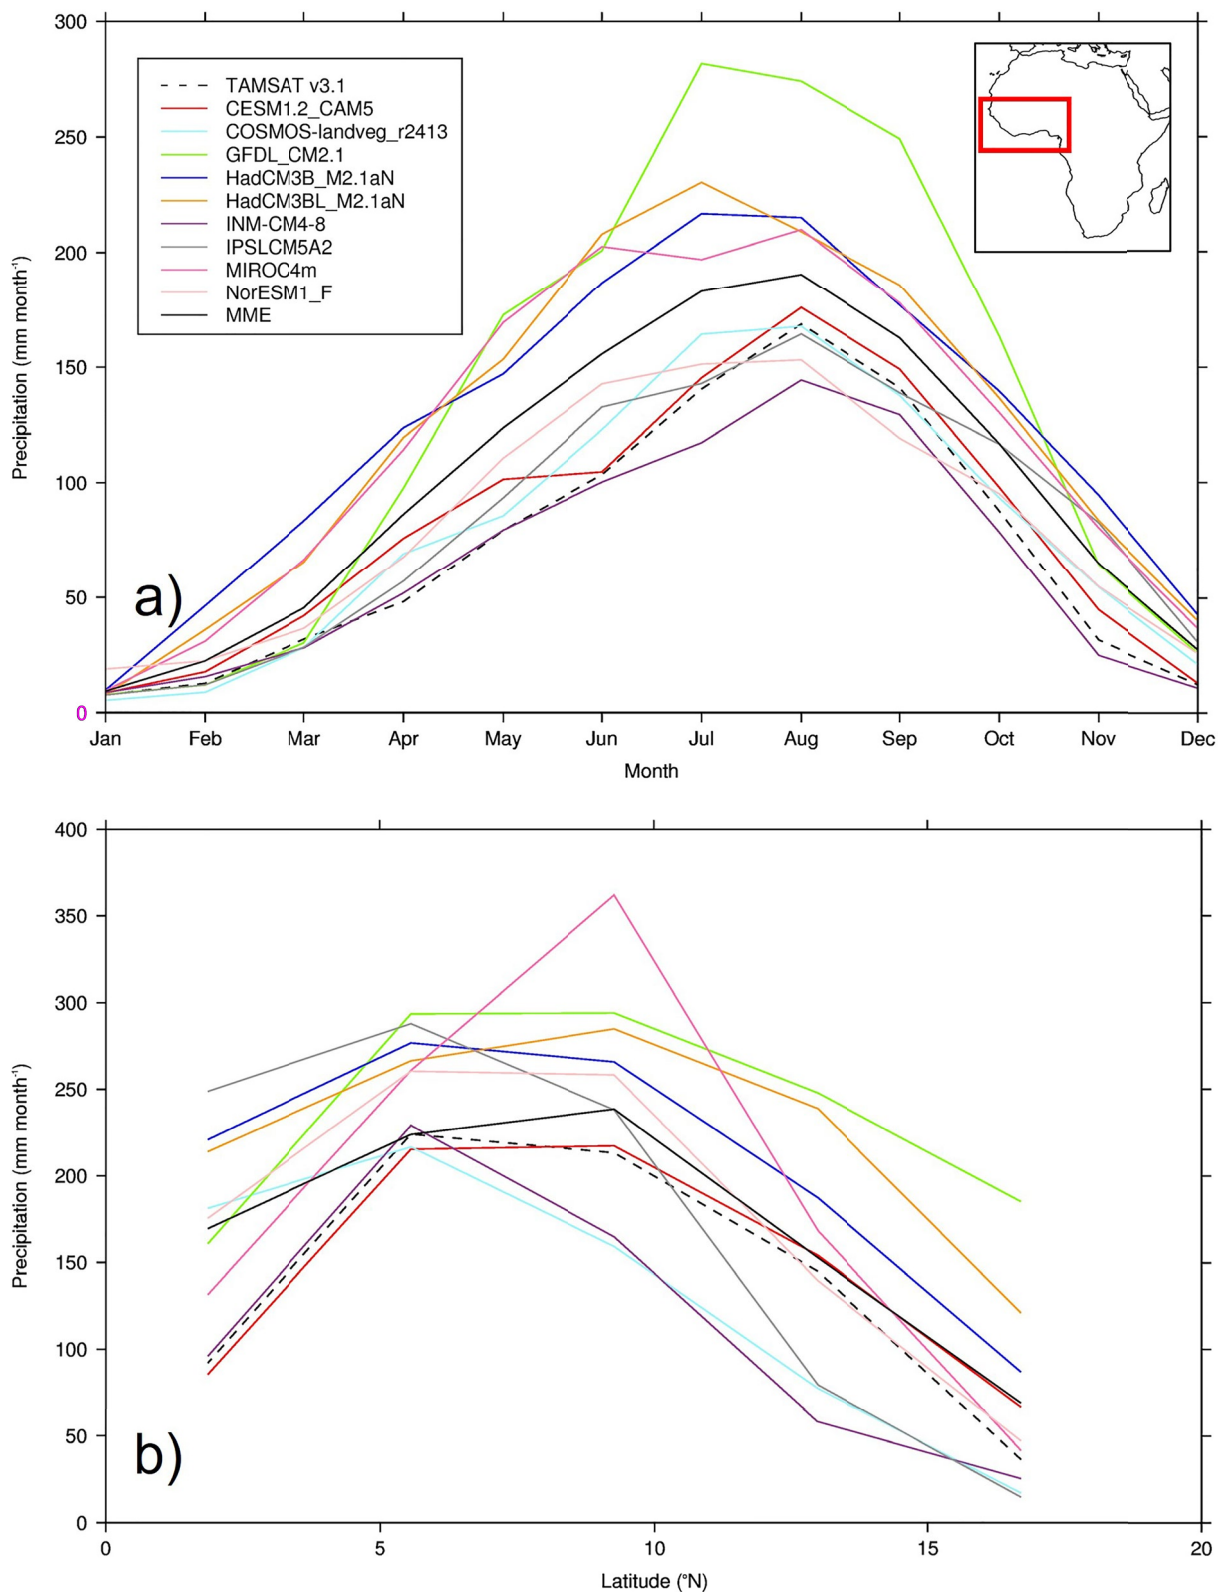 300
250
200
150
100
50
0
Precipitation (mm month⁻¹)
TAMSAT v3.1
CESM1.2_CAM5
COSMOS-landveg_r2413
GFDL_CM2.1
HadCM3B_M2.1aN
HadCM3BL_M2.1aN
INM-CM4-8
IPSLCM5A2
MIROC4m
NorESM1_F
MME
a)
Jan Feb Mar Apr May Jun Jul Aug Sep Oct Nov Dec
Month
400
350
300
250
200
150
100
50
0
Precipitation (mm month⁻¹)
b)
0 5 10 15 20
Latitude (°N)